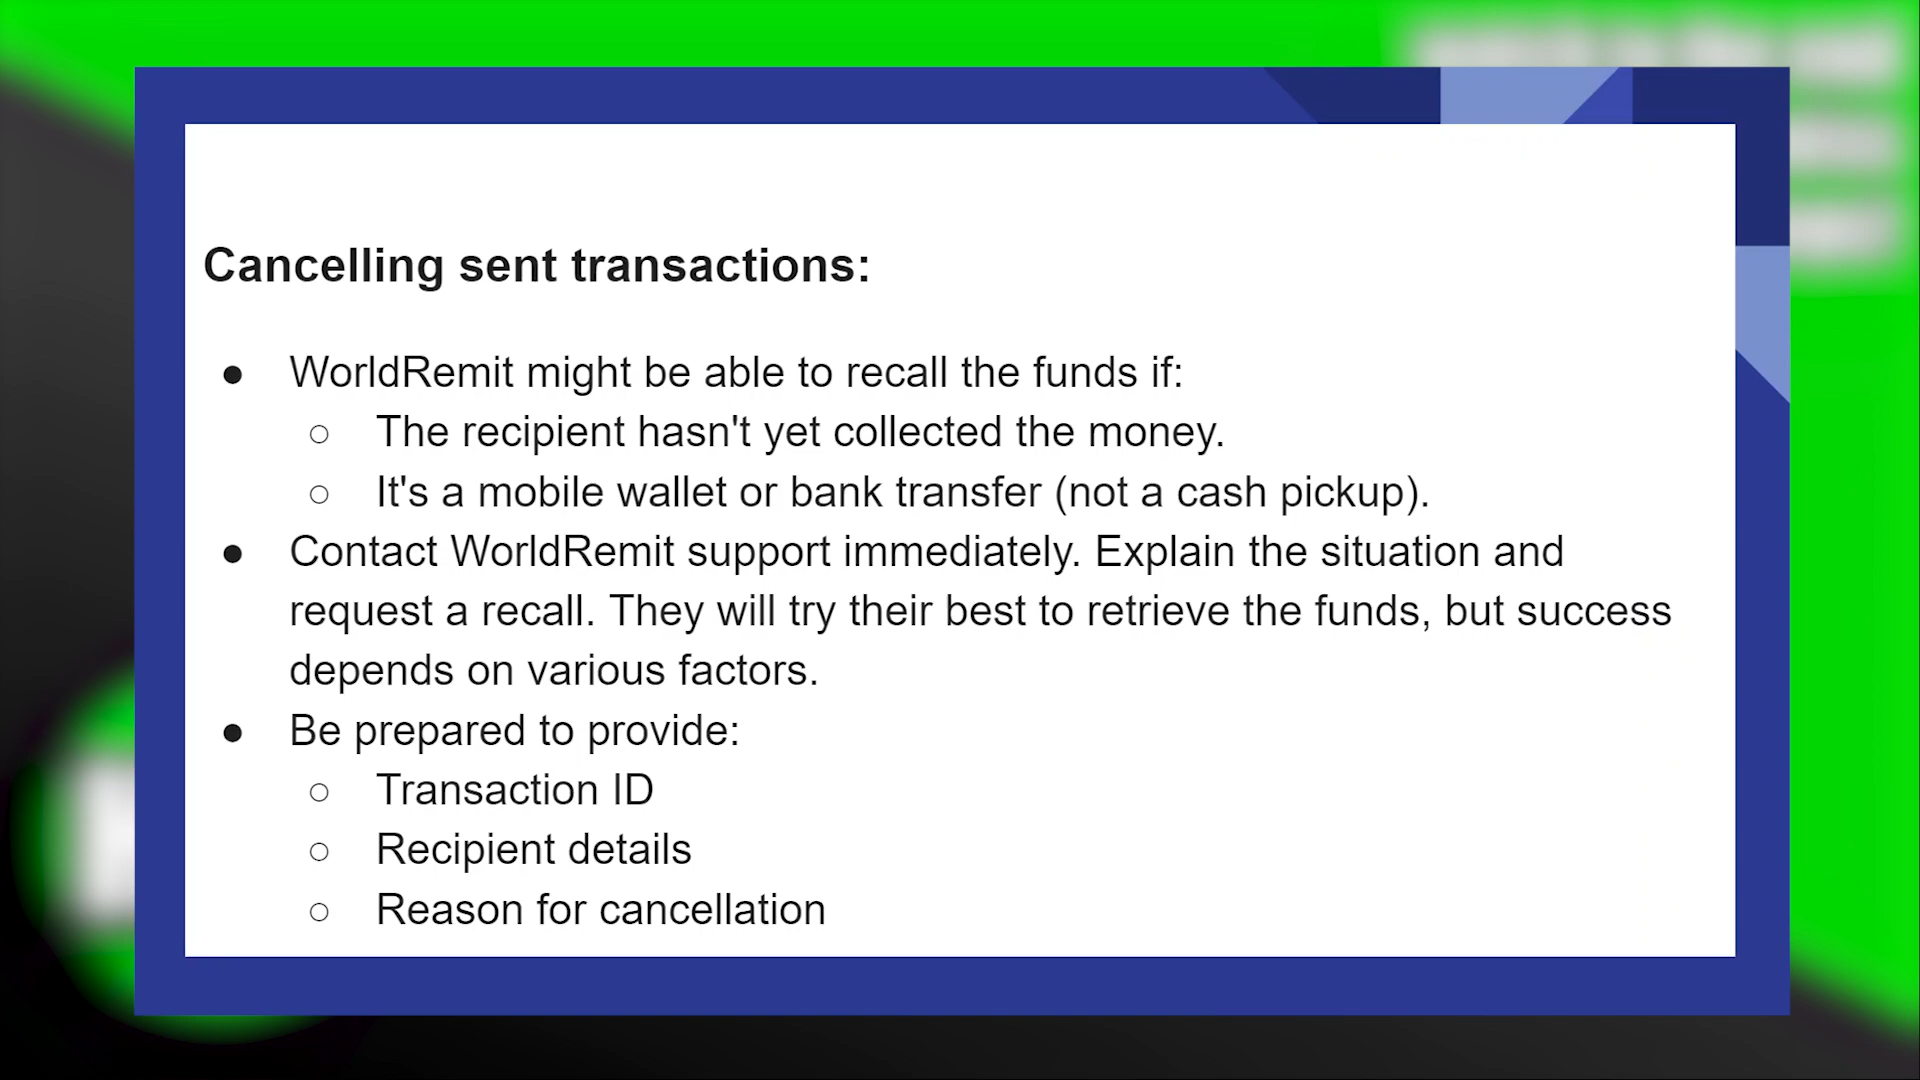 Cancelling sent transactions:
● WorldRemit might be able to recall the funds if:
○ The recipient hasn't yet collected the money.
○ It's a mobile wallet or bank transfer (not a cash pickup).
● Contact WorldRemit support immediately. Explain the situation and
request a recall. They will try their best to retrieve the funds, but success
depends on various factors.
● Be prepared to provide:
○ Transaction ID
○ Recipient details
○ Reason for cancellation